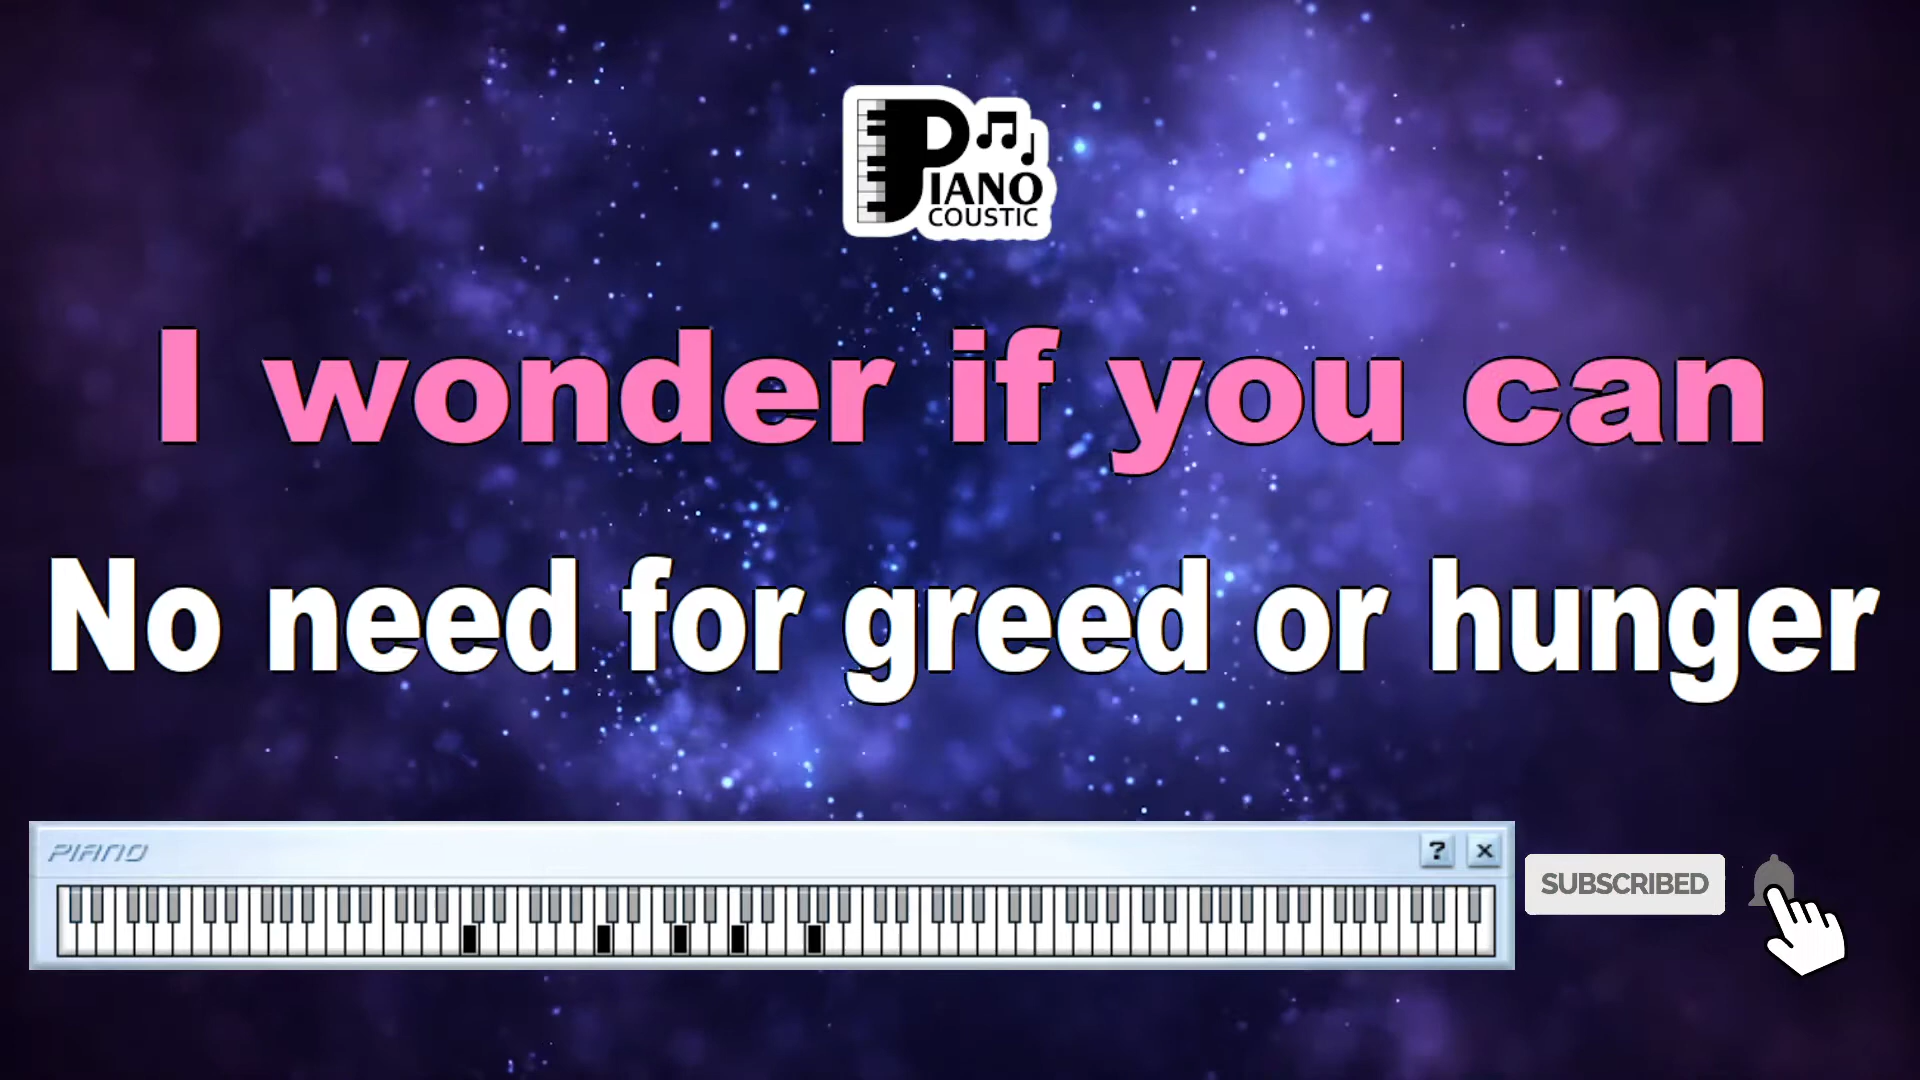 PIANO
COUSTIC
I wonder if you can
No need for greed or hunger
PIANO
?
X
SUBSCRIBED